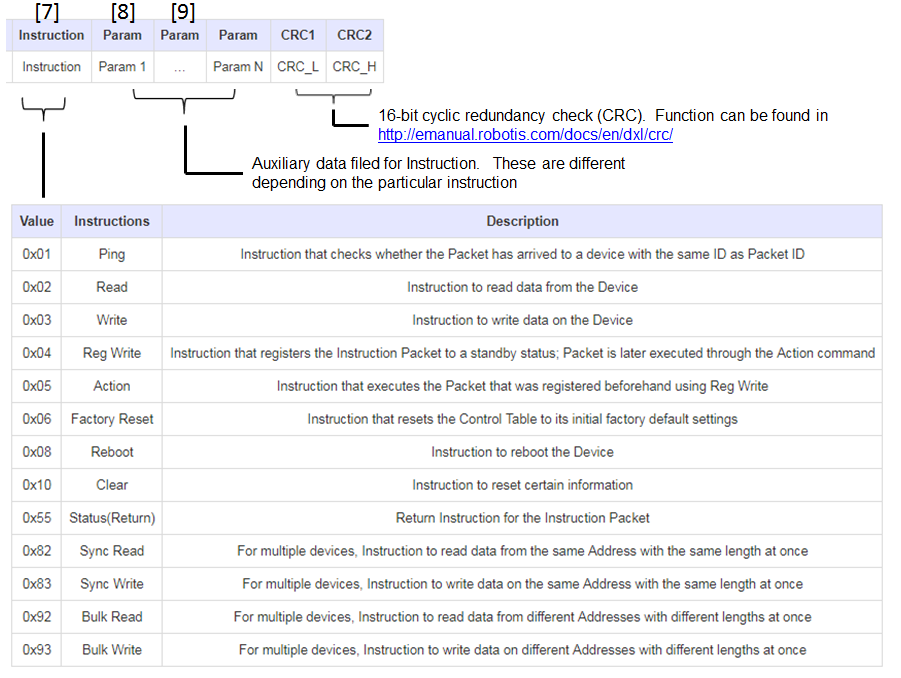 [7] [8] [9]
Instruction Param Param Param CRC1 CRC2
Instruction Param 1 ... Param N CRC_L CRC_H
16-bit cyclic redundancy check (CRC). Function can be found in
http://emanual.robotis.com/docs/en/dxl/crc/
Auxiliary data filed for Instruction. These are different
depending on the particular instruction
Value Instructions Description
0x01 Ping Instruction that checks whether the Packet has arrived to a device with the same ID as Packet ID
0x02 Read Instruction to read data from the Device
0x03 Write Instruction to write data on the Device
0x04 Reg Write Instruction that registers the Instruction Packet to a standby status; Packet is later executed through the Action command
0x05 Action Instruction that executes the Packet that was registered beforehand using Reg Write
0x06 Factory Reset Instruction that resets the Control Table to its initial factory default settings
0x08 Reboot Instruction to reboot the Device
0x10 Clear Instruction to reset certain information
0x55 Status(Return) Return Instruction for the Instruction Packet
0x82 Sync Read For multiple devices, Instruction to read data from the same Address with the same length at once
0x83 Sync Write For multiple devices, Instruction to write data on the same Address with the same length at once
0x92 Bulk Read For multiple devices, Instruction to read data from different Addresses with different lengths at once
0x93 Bulk Write For multiple devices, Instruction to write data on different Addresses with different lengths at once